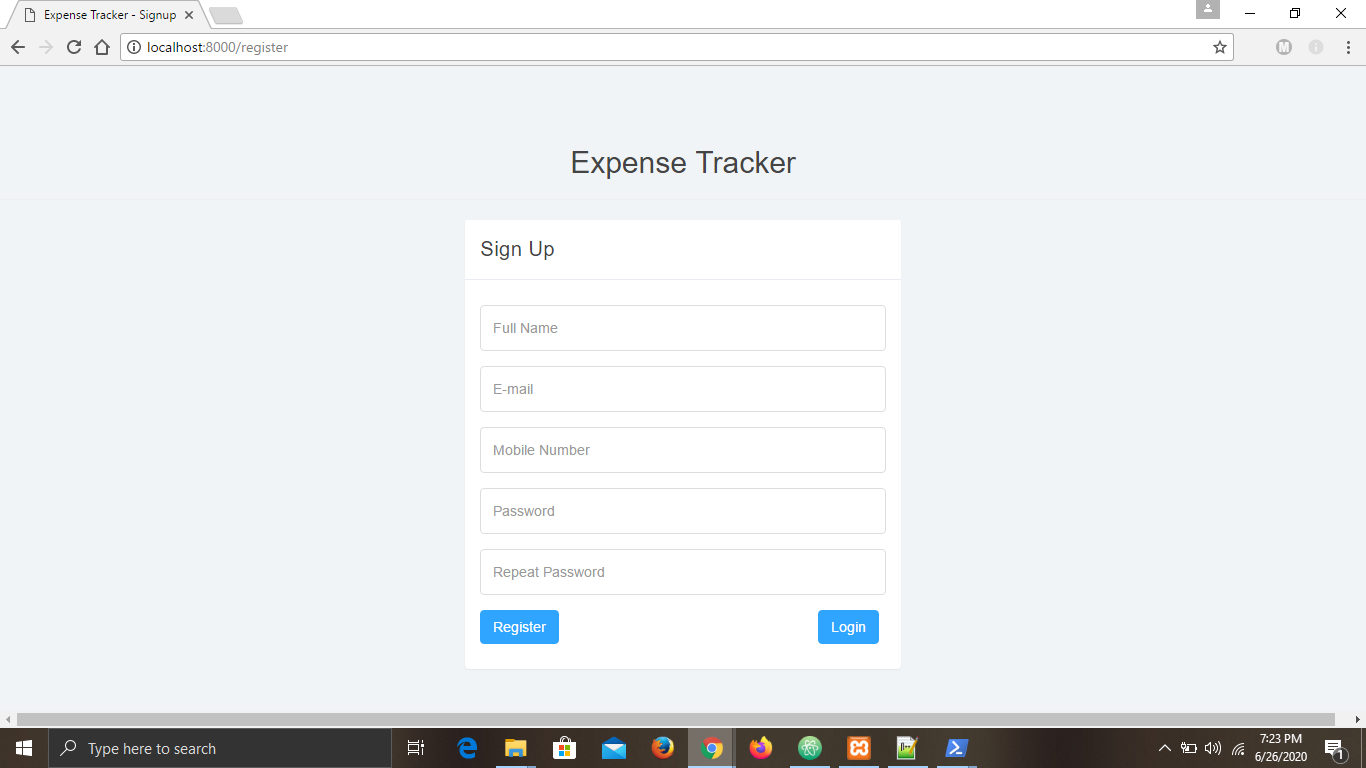 Expense Tracker - Signup
localhost:8000/register
M
Expense Tracker
Sign Up
Full Name
E-mail
Mobile Number
Password
Repeat Password
Register Login
Type here to search
7:23 PM
6/26/2020
1